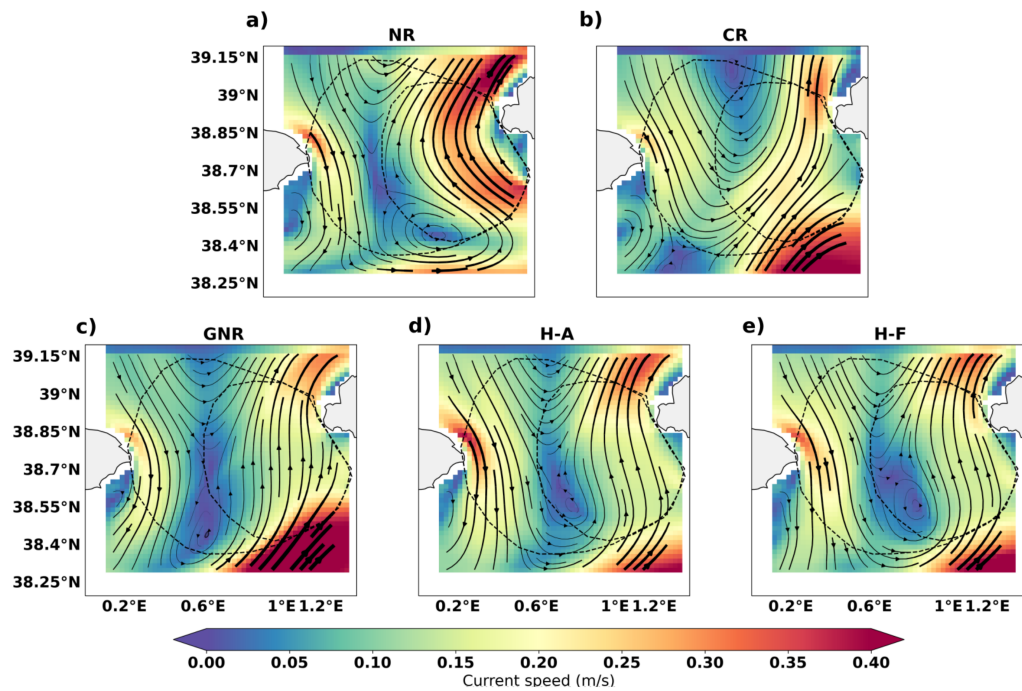 a)
NR
b)
CR
39.15°N
39°N
38.85°N
38.7°N
38.55°N
38.4°N
38.25°N
c)
GNR
d)
H-A
e)
H-F
39.15°N
39°N
38.85°N
38.7°N
38.55°N
38.4°N
38.25°N
0.2°E 0.6°E 1°E 1.2°E
0.2°E 0.6°E 1°E 1.2°E
0.2°E 0.6°E 1°E 1.2°E
0.00 0.05 0.10 0.15 0.20 0.25 0.30 0.35 0.40
Current speed (m/s)